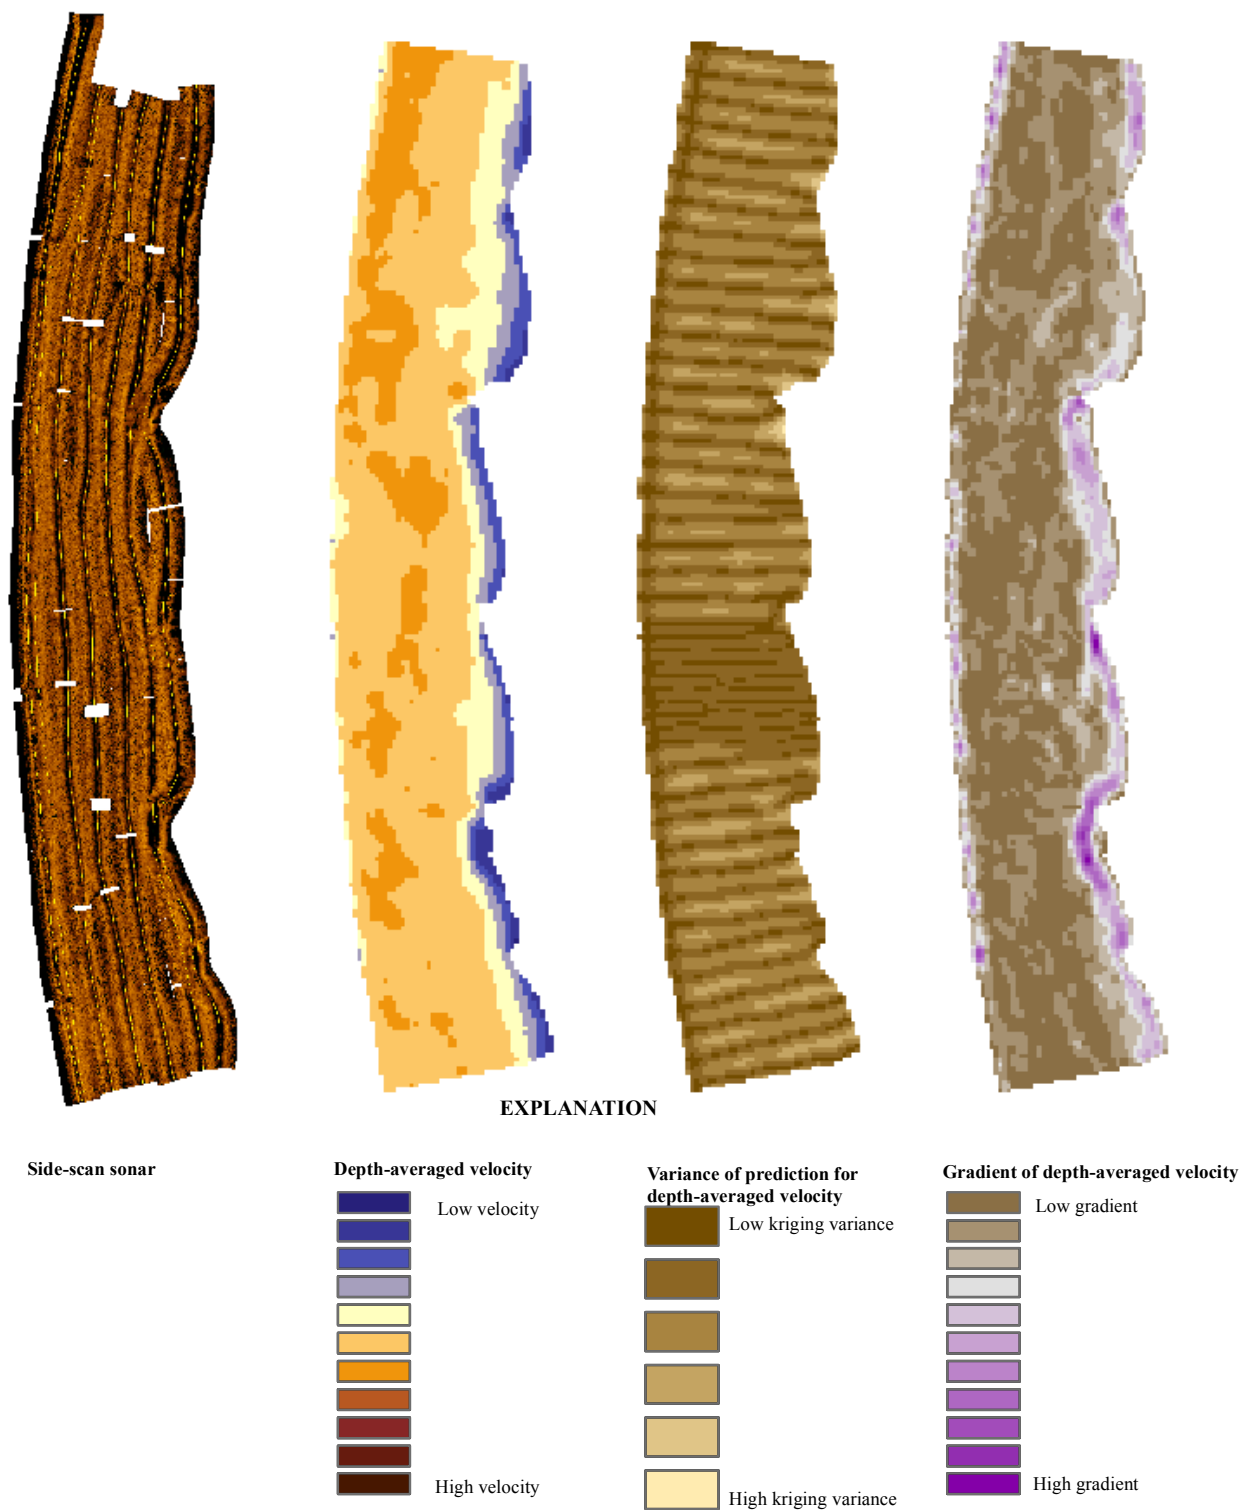 EXPLANATION
Side-scan sonar
Depth-averaged velocity
Low velocity
High velocity
Variance of prediction for
depth-averaged velocity
Low kriging variance
High kriging variance
Gradient of depth-averaged velocity
Low gradient
High gradient